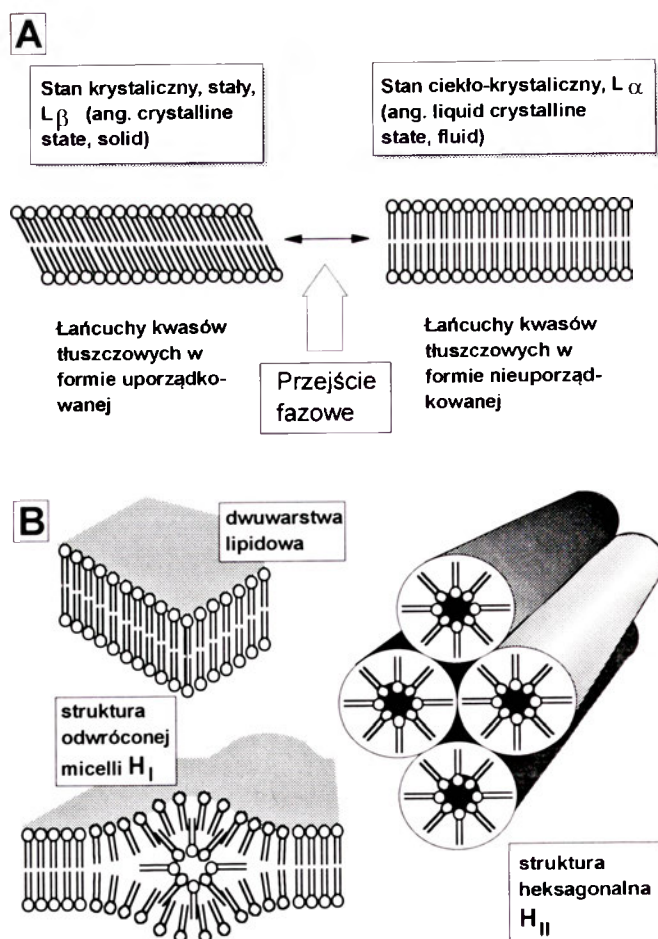 A
Stan krystaliczny, stały,
Lβ (ang. crystalline
state, solid)
Stan ciekło-krystaliczny, L α
(ang. liquid crystalline
state, fluid)
Łańcuchy kwasów
tłuszczowych w
formie uporządko-
wanej
Przejście
fazowe
Łańcuchy kwasów
tłuszczowych w
formie nieuporząd-
kowanej
B
dwuwarstwa
lipidowa
struktura
odwróconej
micelli HI
struktura
heksagonalna
HII